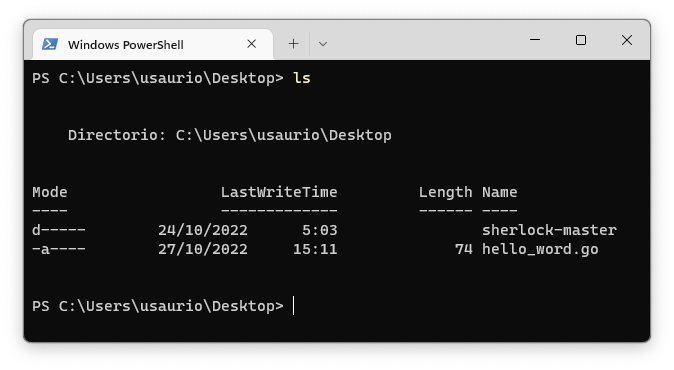 Windows PowerShell
PS C:\Users\usaurio\Desktop> ls
Directorio: C:\Users\usaurio\Desktop
Mode LastWriteTime Length Name
---- ------------- ------ ----
d----- 24/10/2022 5:03 sherlock-master
-a---- 27/10/2022 15:11 74 hello_word.go
PS C:\Users\usaurio\Desktop>